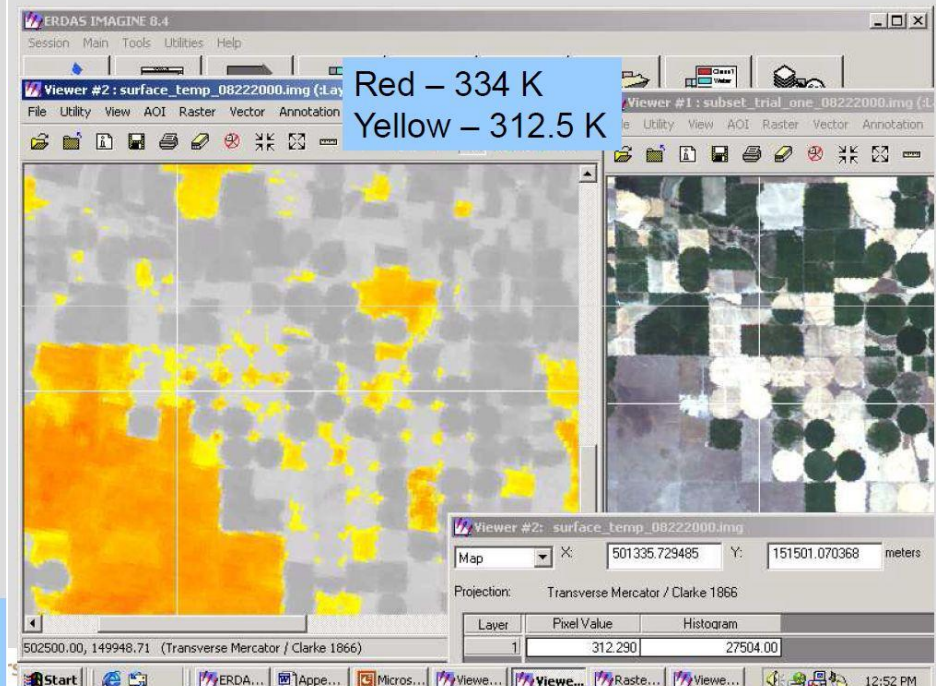 ERDAS IMAGINE 8.4
Session Main Tools Utilities Help
Red – 334 K
Yellow – 312.5 K
Viewer #2 : surface_temp_08222000.img (:Lay
File Utility View AOI Raster Vector Annotation
Viewer #1 : subset_trial_one_08222000.img (:L
Utility View AOI Raster Vector Annotation
Viewer #2: surface_temp_08222000.img
Map X: 501335.729485 Y: 151501.070368 meters
Projection: Transverse Mercator / Clarke 1866
Layer Pixel Value Histogram
1 312.290 27504.00
502500.00, 149948.71 (Transverse Mercator / Clarke 1866)
Start ERDA... Appe... Micros... Viewe... Viewe... Raste... Viewe... 12:52 PM